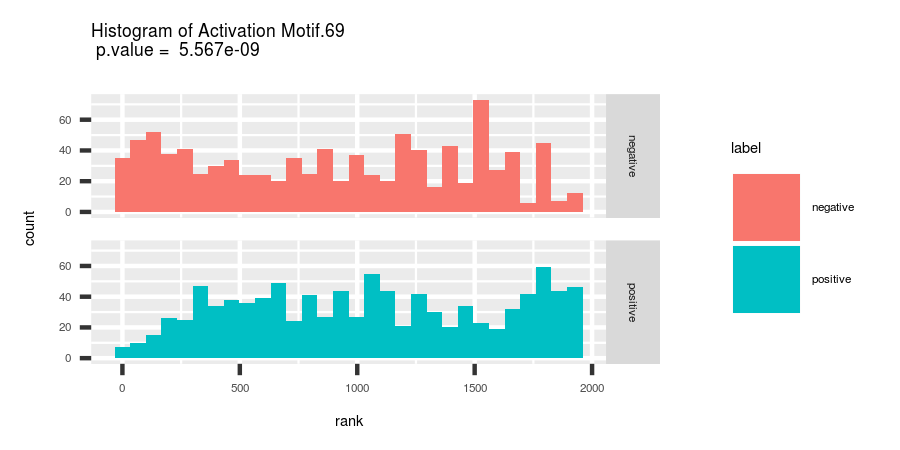 Histogram of Activation Motif.69
p.value = 5.567e-09
count
60
40
20
0
negative
60
40
20
0
positive
0 500 1000 1500 2000
rank
label
negative
positive